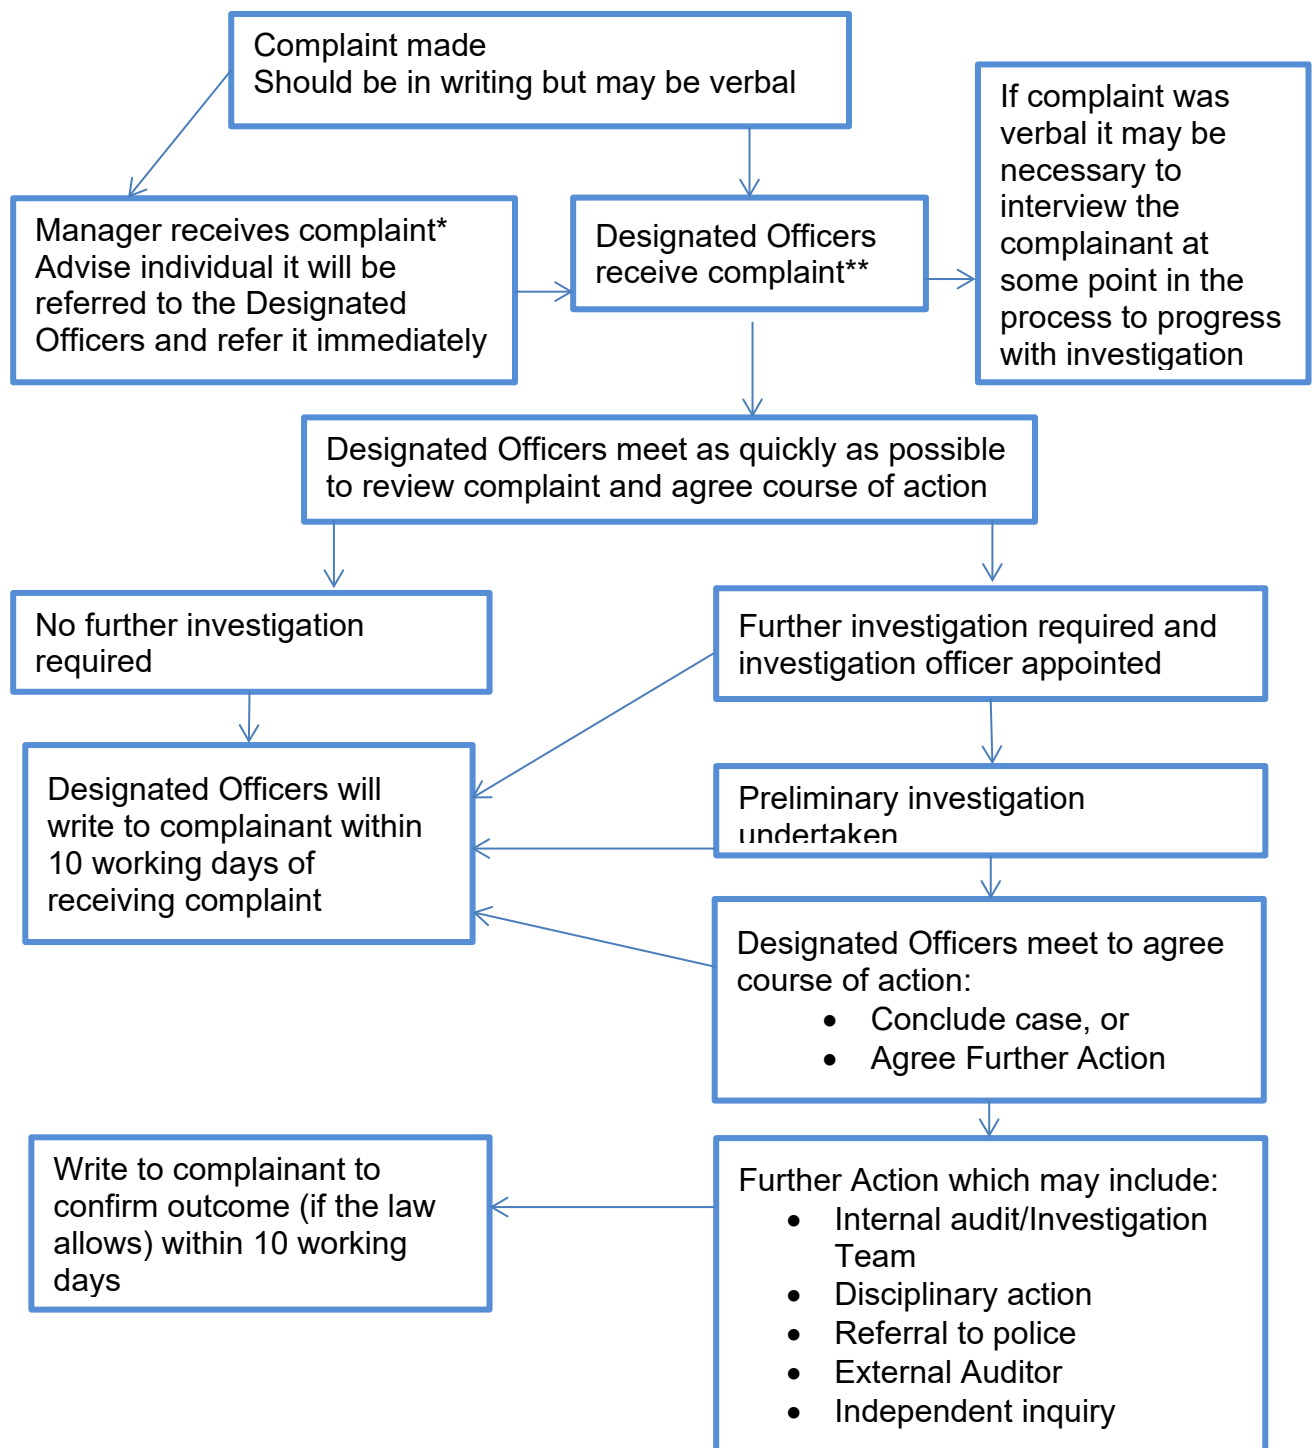 Complaint made
Should be in writing but may be verbal
If complaint was
verbal it may be
necessary to
interview the
complainant at
some point in the
process to progress
with investigation
Manager receives complaint*
Advise individual it will be
referred to the Designated
Officers and refer it immediately
Designated Officers
receive complaint**
Designated Officers meet as quickly as possible
to review complaint and agree course of action
No further investigation
required
Further investigation required and
investigation officer appointed
Designated Officers will
write to complainant within
10 working days of
receiving complaint
Preliminary investigation
undertaken
Designated Officers meet to agree
course of action:
• Conclude case, or
• Agree Further Action
Write to complainant to
confirm outcome (if the law
allows) within 10 working
days
Further Action which may include:
• Internal audit/Investigation
Team
• Disciplinary action
• Referral to police
• External Auditor
• Independent inquiry